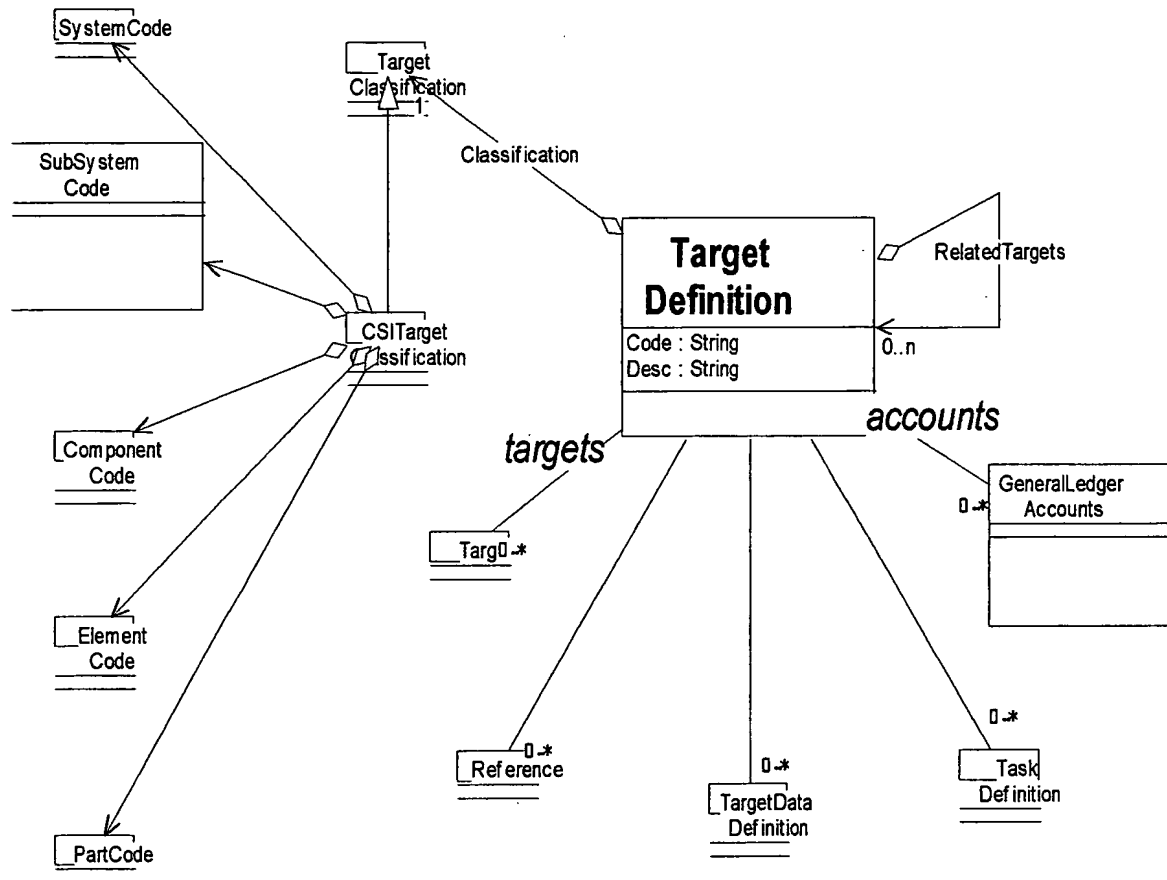 SystemCode
Target
Classification
1
Classification
SubSystem
Code
Target
Definition
RelatedTargets
Code : String
Desc : String
0..n
CSITarget
accounts
targets
Component
Code
GeneralLedger
Accounts
0..*
Targ 0..*
Element
Code
0..*
Reference
0..*
TargetData
Definition
0..*
Task
Definition
PartCode